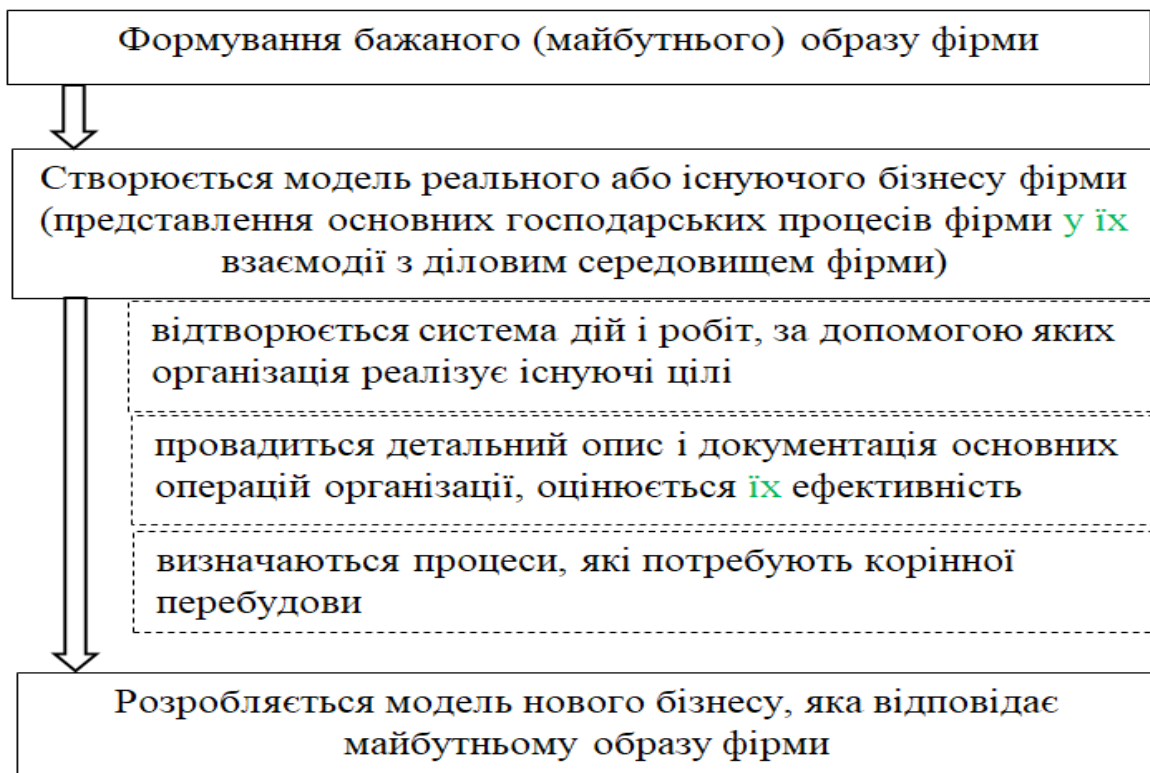 Формування бажаного (майбутнього) образу фірми
Створюється модель реального або існуючого бізнесу фірми
(представлення основних господарських процесів фірми у їх
взаємодії з діловим середовищем фірми)
відтворюється система дій і робіт, за допомогою яких
організація реалізує існуючі цілі
провадиться детальний опис і документація основних
операцій організації, оцінюється їх ефективність
визначаються процеси, які потребують корінної
перебудови
Розробляється модель нового бізнесу, яка відповідає
майбутньому образу фірми